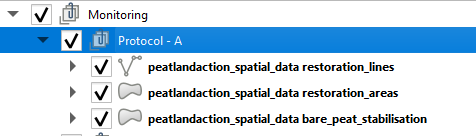 Monitoring
Protocol - A
peatlandaction_spatial_data restoration_lines
peatlandaction_spatial_data restoration_areas
peatlandaction_spatial_data bare_peat_stabilisation